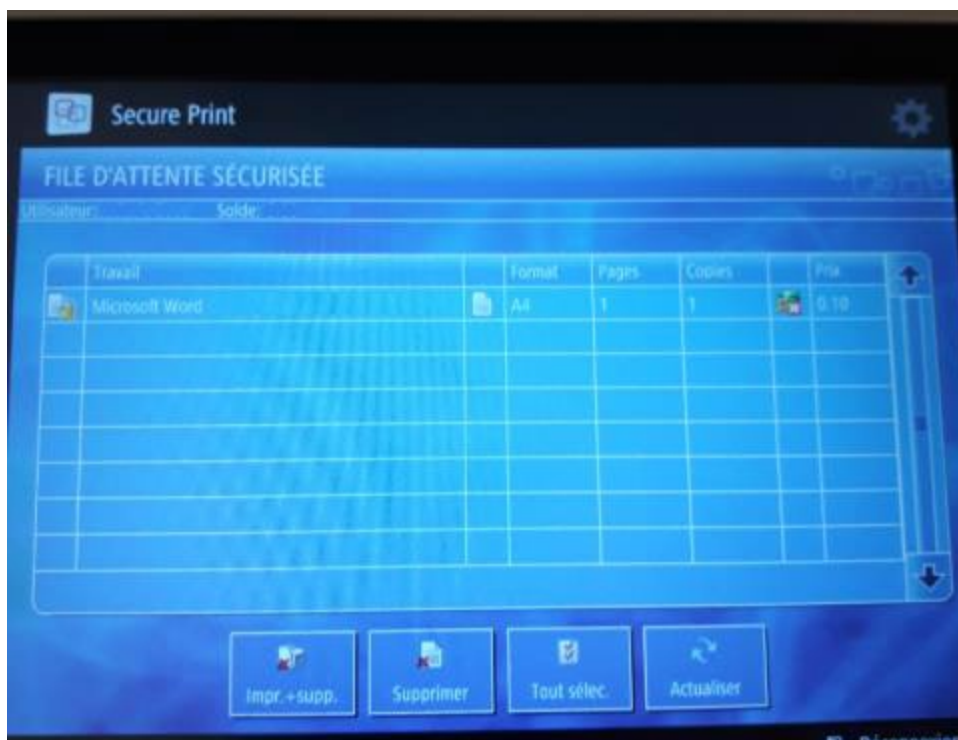 Secure Print
FILE D'ATTENTE SÉCURISÉE
Utilisateur: Solde:
Travail Format Pages Copies Prix
Microsoft Word A4 1 1 0.10
Impr.+supp. Supprimer Tout sélec. Actualiser